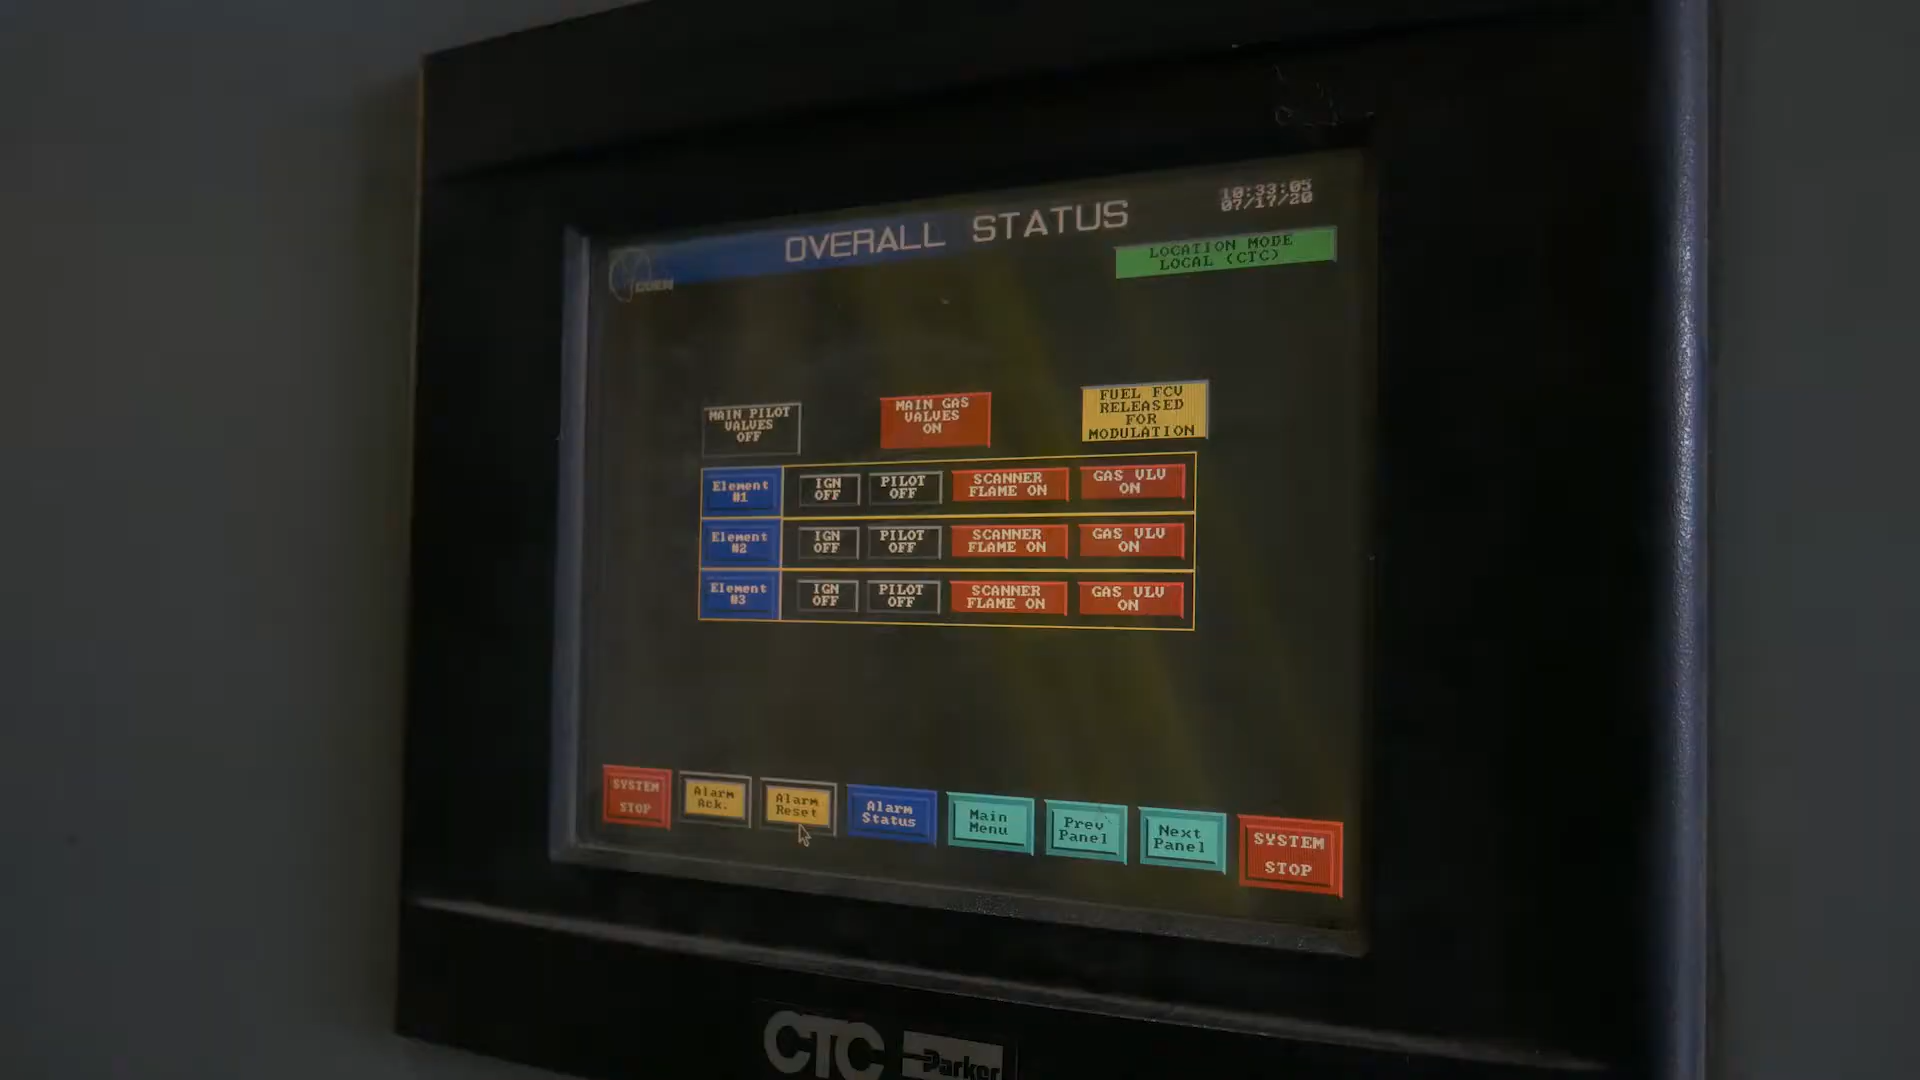 OVERALL STATUS
10:33:05
07/17/20
LOCATION MODE
LOCAL (CTC)
COEN
MAIN PILOT
VALVES
OFF
MAIN GAS
VALVES
ON
FUEL FCV
RELEASED
FOR
MODULATION
Element
#1
IGN
OFF
PILOT
OFF
SCANNER
FLAME ON
GAS VLV
ON
Element
#2
IGN
OFF
PILOT
OFF
SCANNER
FLAME ON
GAS VLV
ON
Element
#3
IGN
OFF
PILOT
OFF
SCANNER
FLAME ON
GAS VLV
ON
SYSTEM
STOP
Alarm
Ack.
Alarm
Reset
Alarm
Status
Main
Menu
Prev
Panel
Next
Panel
SYSTEM
STOP
CTC
Parker